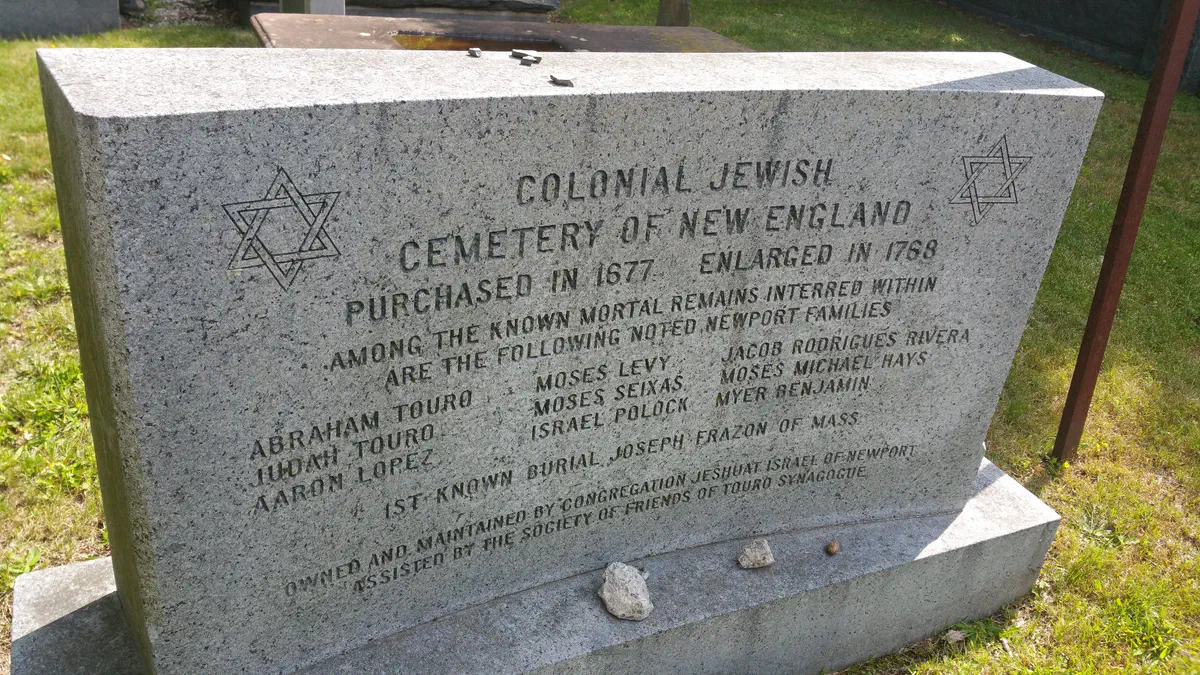 COLONIAL JEWISH
CEMETERY OF NEW ENGLAND
PURCHASED IN 1677 ENLARGED IN 1768
AMONG THE KNOWN MORTAL REMAINS INTERRED WITHIN
ARE THE FOLLOWING NOTED NEWPORT FAMILIES
ABRAHAM TOURO MOSES LEVY JACOB RODRIGUES RIVERA
JUDAH TOURO MOSES SEIXAS MOSES MICHAEL HAYS
AARON LOPEZ ISRAEL POLOCK MYER BENJAMIN
1ST KNOWN BURIAL JOSEPH FRAZON OF MASS
OWNED AND MAINTAINED BY CONGREGATION JESHUAT ISRAEL OF NEWPORT
ASSISTED BY THE SOCIETY OF FRIENDS OF TOURO SYNAGOGUE